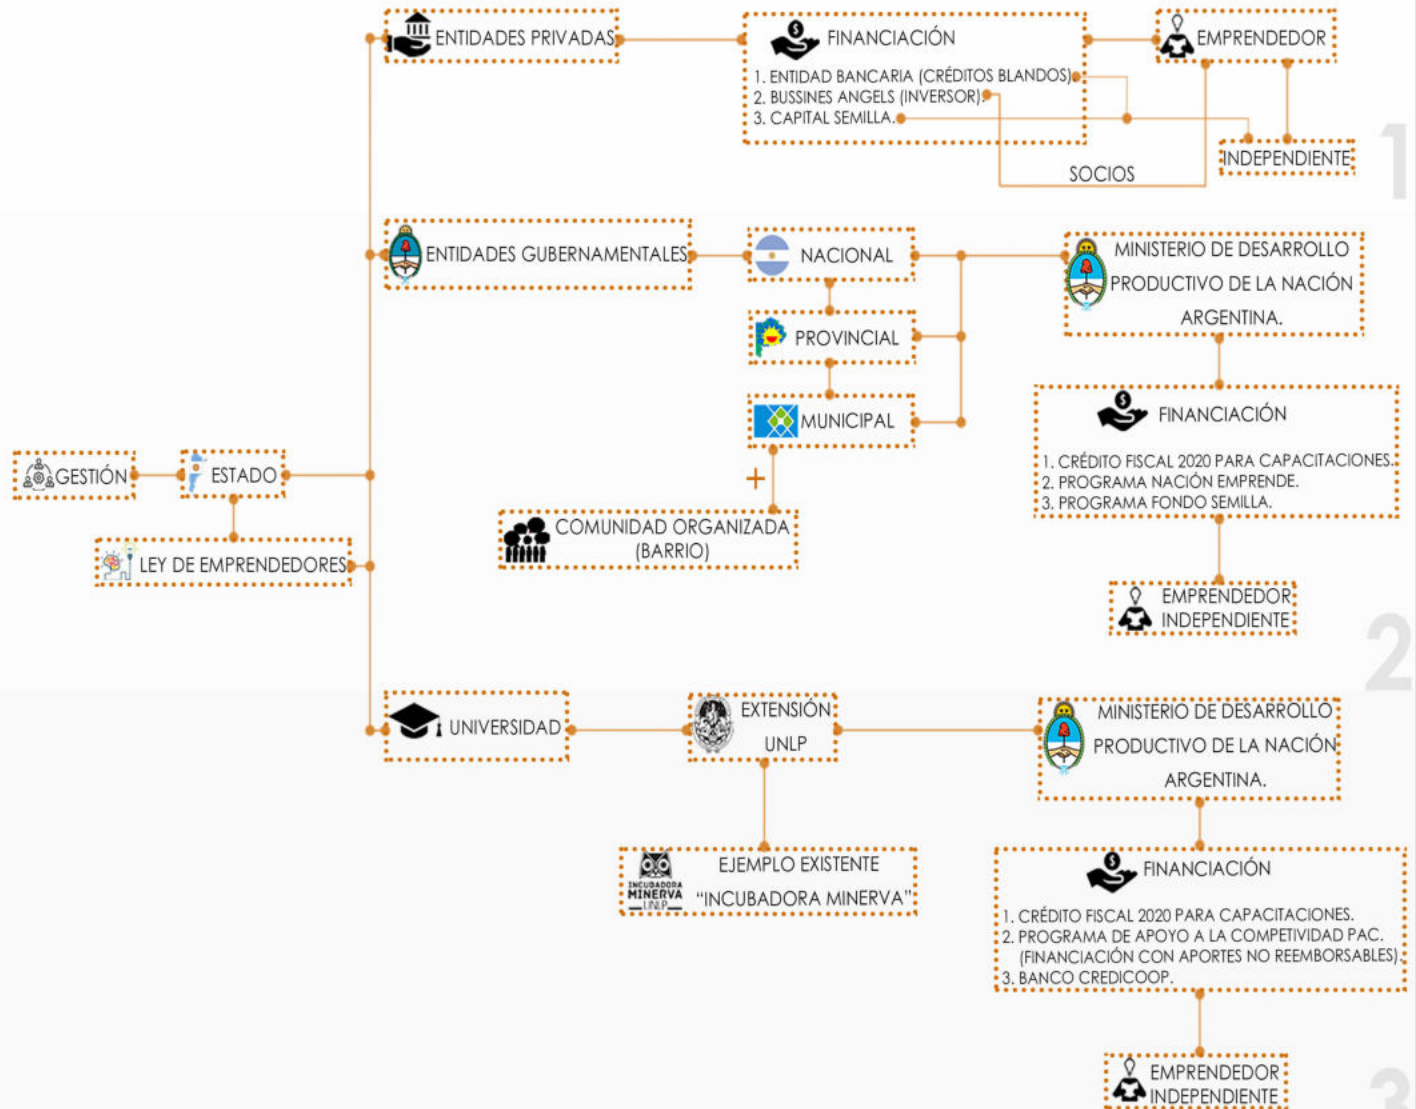 ENTIDADES PRIVADAS
FINANCIACIÓN
1. ENTIDAD BANCARIA (CRÉDITOS BLANDOS).
2. BUSSINES ANGELS (INVERSOR).
3. CAPITAL SEMILLA.
EMPRENDEDOR
INDEPENDIENTE
SOCIOS
1
ENTIDADES GUBERNAMENTALES
NACIONAL
PROVINCIAL
MUNICIPAL
+
COMUNIDAD ORGANIZADA
(BARRIO)
MINISTERIO DE DESARROLLO
PRODUCTIVO DE LA NACIÓN
ARGENTINA.
FINANCIACIÓN
1. CRÉDITO FISCAL 2020 PARA CAPACITACIONES.
2. PROGRAMA NACIÓN EMPRENDE.
3. PROGRAMA FONDO SEMILLA.
EMPRENDEDOR
INDEPENDIENTE
2
GESTIÓN
ESTADO
LEY DE EMPRENDEDORES
UNIVERSIDAD
EXTENSIÓN
UNLP
INCUBADORA
MINERVA
UNLP
EJEMPLO EXISTENTE
“INCUBADORA MINERVA”
MINISTERIO DE DESARROLLO
PRODUCTIVO DE LA NACIÓN
ARGENTINA.
FINANCIACIÓN
1. CRÉDITO FISCAL 2020 PARA CAPACITACIONES.
2. PROGRAMA DE APOYO A LA COMPETIVIDAD PAC.
(FINANCIACIÓN CON APORTES NO REEMBORSABLES).
3. BANCO CREDICOOP.
EMPRENDEDOR
INDEPENDIENTE
3